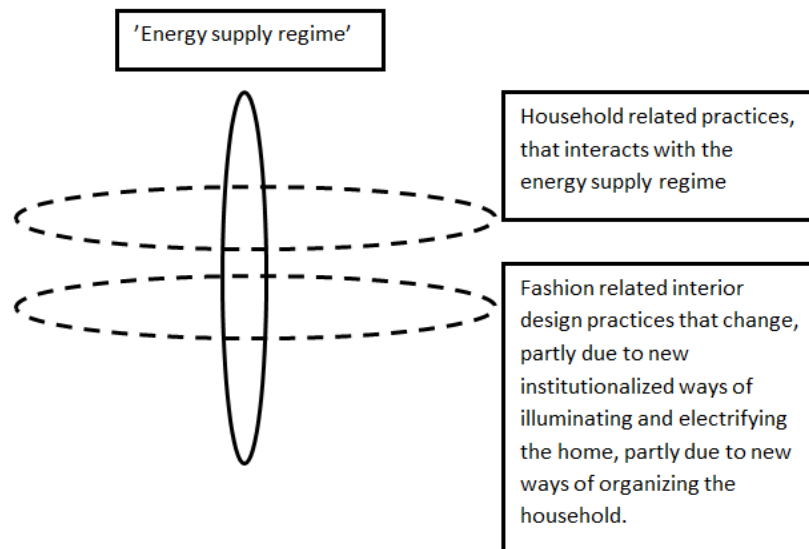 ’Energy supply regime’
Household related practices,
that interacts with the
energy supply regime
Fashion related interior
design practices that change,
partly due to new
institutionalized ways of
illuminating and electrifying
the home, partly due to new
ways of organizing the
household.